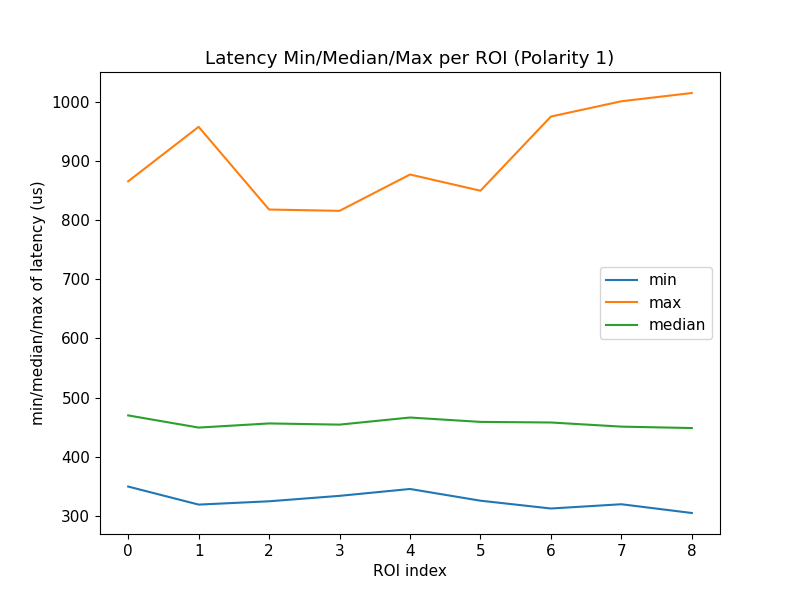 Latency Min/Median/Max per ROI (Polarity 1)
min/median/max of latency (us)
1000
900
800
700
600
500
400
300
min
max
median
0 1 2 3 4 5 6 7 8
ROI index